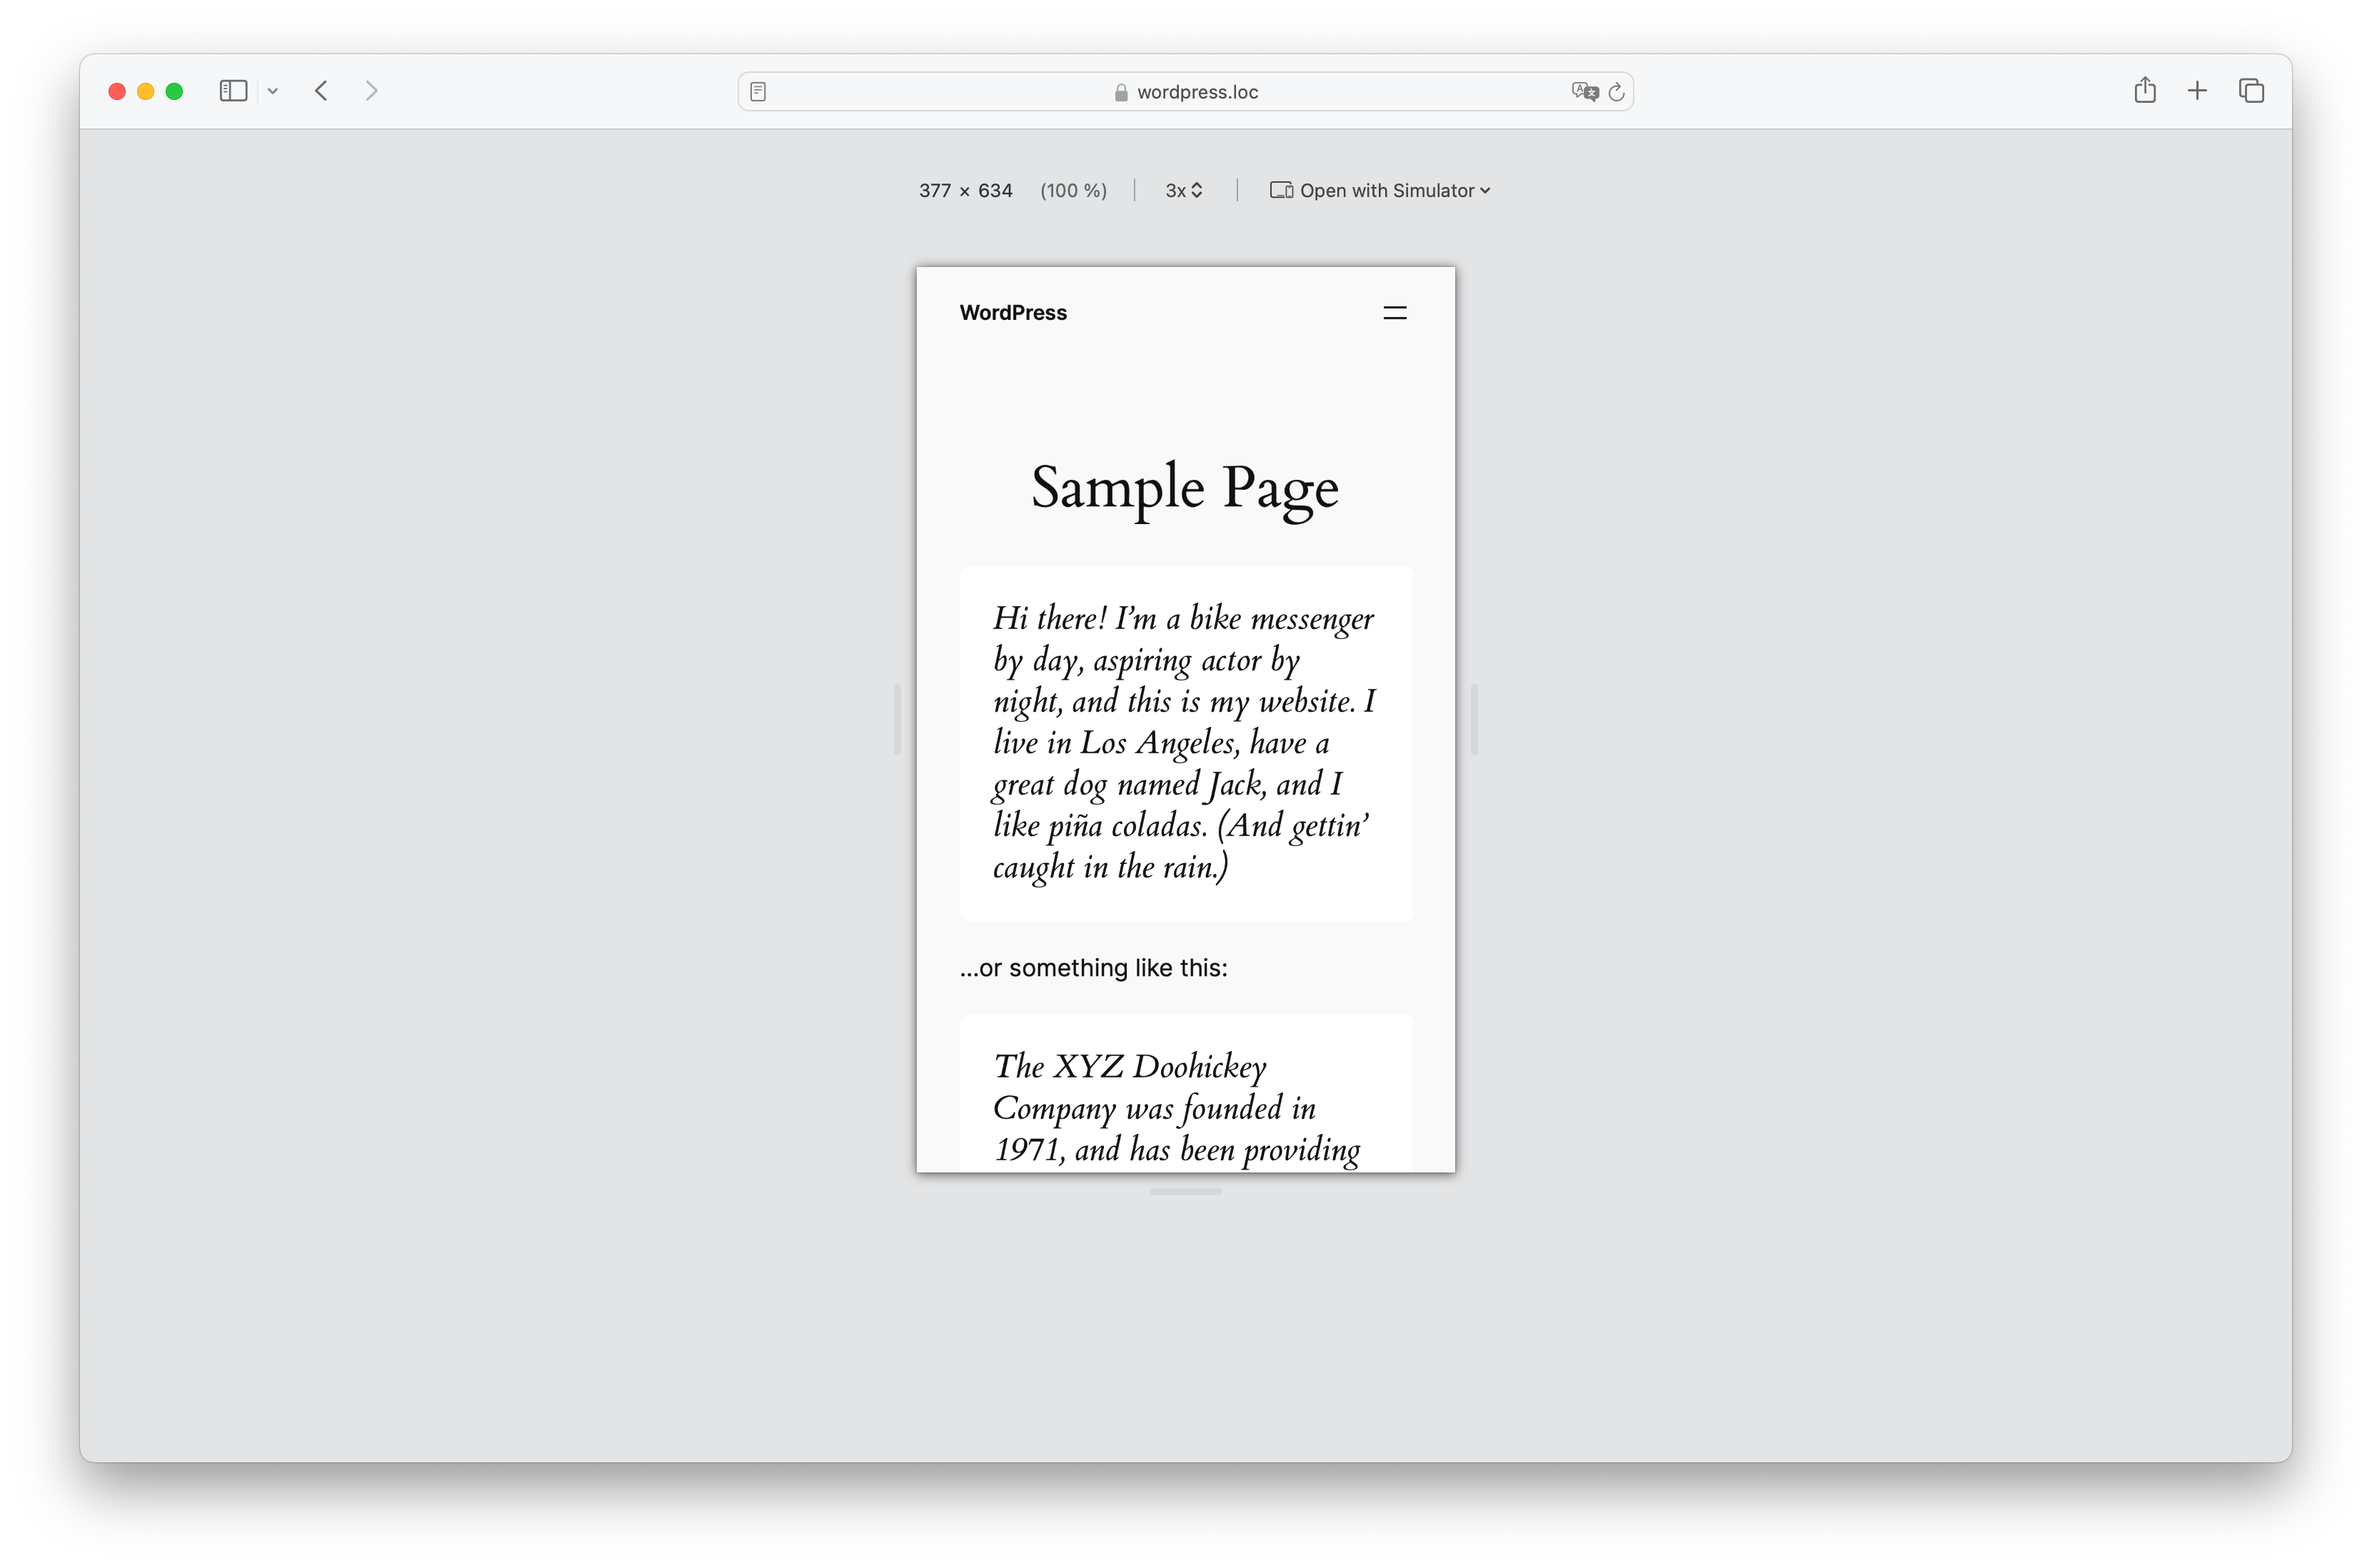 wordpress.loc
377 × 634 (100 %) 3x Open with Simulator
WordPress
Sample Page
Hi there! I’m a bike messenger
by day, aspiring actor by
night, and this is my website. I
live in Los Angeles, have a
great dog named Jack, and I
like piña coladas. (And gettin’
caught in the rain.)
…or something like this:
The XYZ Doohickey
Company was founded in
1971, and has been providing